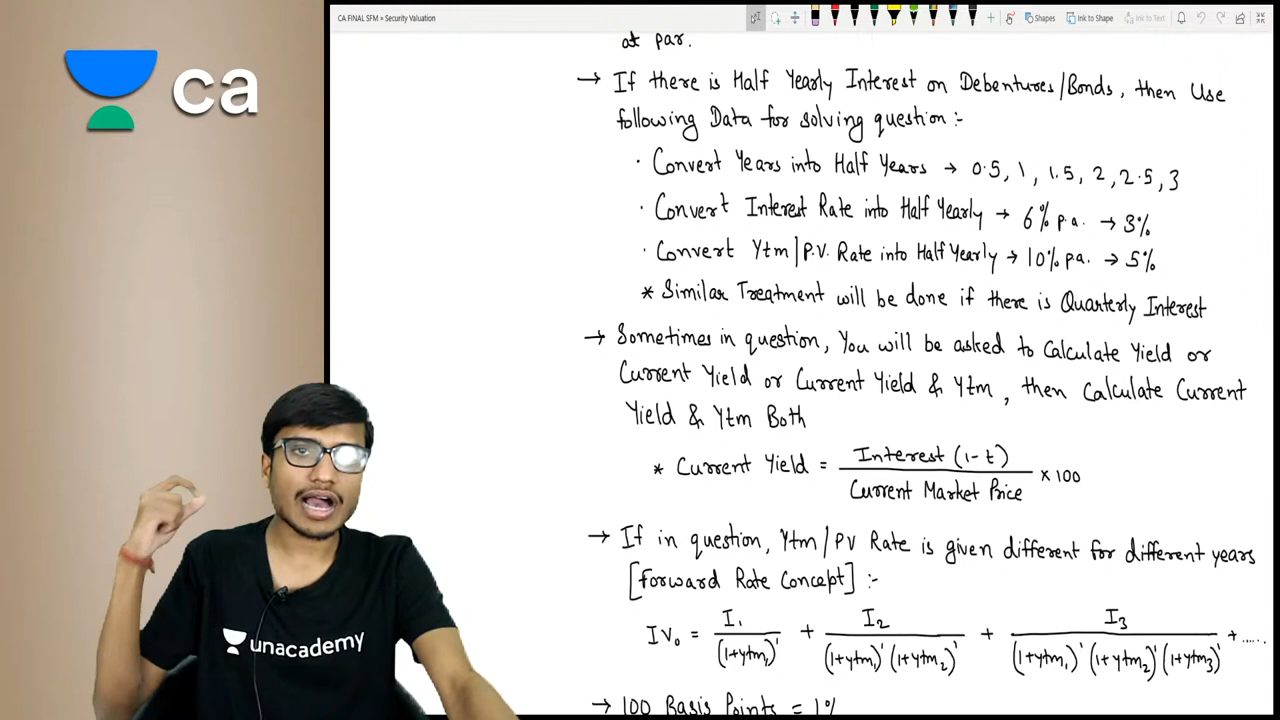 CA FINAL SFM » Security Valuation
Shapes
Ink to Shape
Ink to Text
ca
at par.
→ If there is Half Yearly Interest on Debentures/Bonds, then Use
following Data for solving question :-
· Convert Years into Half Years → 0.5, 1, 1.5, 2, 2.5, 3
· Convert Interest Rate into Half Yearly → 6% p.a. → 3%
· Convert Ytm|P.V. Rate into Half Yearly → 10% p.a. → 5%
* Similar Treatment will be done if there is Quarterly Interest
→ Sometimes in question, You will be asked to Calculate Yield or
Current Yield or Current Yield & Ytm, then Calculate Current
Yield & Ytm Both
* Current Yield = Interest (1-t) / Current Market Price × 100
→ If in question, Ytm/PV Rate is given different for different years
[Forward Rate Concept] :-
IV₀ = I₁ / (1+ytm₁)¹ + I₂ / (1+ytm₁)¹ (1+ytm₂)¹ + I₃ / (1+ytm₁)¹ (1+ytm₂)¹ (1+ytm₃)¹ + ......
→ 100 Basis Points = 1%
unacademy